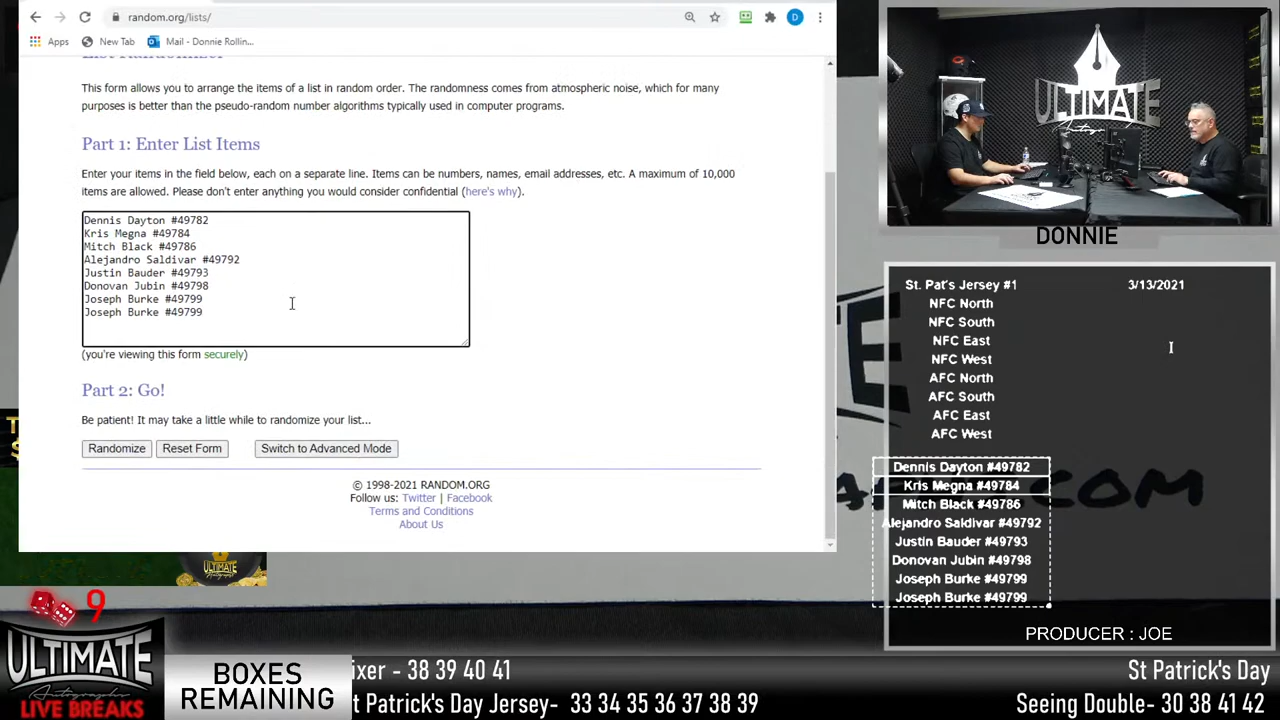 random.org/lists/
D
Apps
New Tab
Mail - Donnie Rollin...
List Randomizer
This form allows you to arrange the items of a list in random order. The randomness comes from atmospheric noise, which for many
purposes is better than the pseudo-random number algorithms typically used in computer programs.
Part 1: Enter List Items
Enter your items in the field below, each on a separate line. Items can be numbers, names, email addresses, etc. A maximum of 10,000
items are allowed. Please don't enter anything you would consider confidential (here's why).
Dennis Dayton #49782
Kris Megna #49784
Mitch Black #49786
Alejandro Saldivar #49792
Justin Bauder #49793
Donovan Jubin #49798
Joseph Burke #49799
Joseph Burke #49799
(you're viewing this form securely)
Part 2: Go!
Be patient! It may take a little while to randomize your list...
Randomize Reset Form Switch to Advanced Mode
© 1998-2021 RANDOM.ORG
Follow us: Twitter | Facebook
Terms and Conditions
About Us
ULTIMATE
DONNIE
St. Pat's Jersey #1 3/13/2021
NFC North
NFC South
NFC East
NFC West
AFC North
AFC South
AFC East
AFC West
Dennis Dayton #49782
Kris Megna #49784
Mitch Black #49786
Alejandro Saldivar #49792
Justin Bauder #49793
Donovan Jubin #49798
Joseph Burke #49799
Joseph Burke #49799
PRODUCER : JOE
ULTIMATE
9
ULTIMATE
Autographs
LIVE BREAKS
BOXES
REMAINING
ixer - 38 39 40 41
St Patrick's Day
t Patrick's Day Jersey- 33 34 35 36 37 38 39
Seeing Double- 30 38 41 42